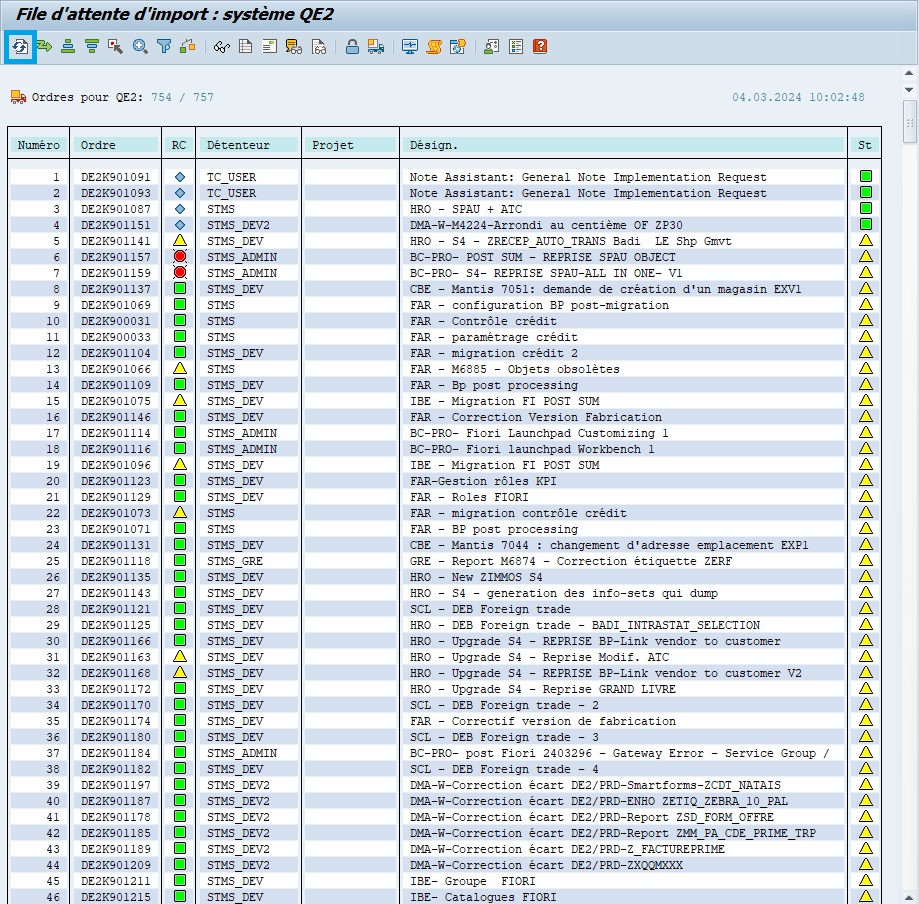 File d'attente d'import : système QE2
Ordres pour QE2: 754 / 757 04.03.2024 10:02:48
Numéro Ordre RC Détenteur Projet Désign. St
1 DE2K901091 TC_USER Note Assistant: General Note Implementation Request
2 DE2K901093 TC_USER Note Assistant: General Note Implementation Request
3 DE2K901087 STMS HRO - SPAU + ATC
4 DE2K901151 STMS_DEV2 DMA-W-M4224-Arrondi au centième OF ZP30
5 DE2K901141 STMS_DEV HRO - S4 - ZRECEP_AUTO_TRANS Badi LE Shp Gmvt
6 DE2K901157 STMS_ADMIN BC-PRO- POST SUM - REPRISE SPAU OBJECT
7 DE2K901159 STMS_ADMIN BC-PRO- S4- REPRISE SPAU-ALL IN ONE- V1
8 DE2K901137 STMS_DEV CBE - Mantis 7051: demande de création d'un magasin EXV1
9 DE2K901069 STMS FAR - configuration BP post-migration
10 DE2K900031 STMS FAR - Contrôle crédit
11 DE2K900033 STMS FAR - paramétrage crédit
12 DE2K901104 STMS_DEV FAR - migration crédit 2
13 DE2K901066 STMS FAR - M6885 - Objets obsolètes
14 DE2K901109 STMS_DEV FAR - Bp post processing
15 DE2K901075 STMS_DEV IBE - Migration FI POST SUM
16 DE2K901146 STMS_DEV FAR - Correction Version Fabrication
17 DE2K901114 STMS_ADMIN BC-PRO- Fiori Launchpad Customizing 1
18 DE2K901116 STMS_ADMIN BC-PRO- Fiori launchpad Workbench 1
19 DE2K901096 STMS_DEV IBE - Migration FI POST SUM
20 DE2K901123 STMS_DEV FAR-Gestion rôles KPI
21 DE2K901129 STMS_DEV FAR - Roles FIORI
22 DE2K901073 STMS FAR - migration contrôle crédit
23 DE2K901071 STMS FAR - BP post processing
24 DE2K901131 STMS_DEV CBE - Mantis 7044 : changement d'adresse emplacement EXP1
25 DE2K901118 STMS_GRE GRE - Report M6874 - Correction étiquette ZERF
26 DE2K901135 STMS_DEV HRO - New ZIMMOS S4
27 DE2K901143 STMS_DEV HRO - S4 - generation des info-sets qui dump
28 DE2K901121 STMS_DEV SCL - DEB Foreign trade
29 DE2K901125 STMS_DEV HRO - DEB Foreign trade - BADI_INTRASTAT_SELECTION
30 DE2K901166 STMS_DEV HRO - Upgrade S4 - REPRISE BP-Link vendor to customer
31 DE2K901163 STMS_DEV HRO - Upgrade S4 - Reprise Modif. ATC
32 DE2K901168 STMS_DEV HRO - Upgrade S4 - REPRISE BP-Link vendor to customer V2
33 DE2K901172 STMS_DEV HRO - Upgrade S4 - Reprise GRAND LIVRE
34 DE2K901170 STMS_DEV SCL - DEB Foreign trade - 2
35 DE2K901174 STMS_DEV FAR - Correctif version de fabrication
36 DE2K901180 STMS_DEV SCL - DEB Foreign trade - 3
37 DE2K901184 STMS_ADMIN BC-PRO- post Fiori 2403296 - Gateway Error - Service Group /
38 DE2K901182 STMS_DEV SCL - DEB Foreign trade - 4
39 DE2K901197 STMS_DEV2 DMA-W-Correction écart DE2/PRD-Smartforms-ZCDT_NATAIS
40 DE2K901187 STMS_DEV2 DMA-W-Correction écart DE2/PRD-ENHO ZETIQ_ZEBRA_10_PAL
41 DE2K901178 STMS_DEV2 DMA-W-Correction écart DE2/PRD-Report ZSD_FORM_OFFRE
42 DE2K901185 STMS_DEV2 DMA-W-Correction écart DE2/PRD-Report ZMM_PA_CDE_PRIME_TRP
43 DE2K901189 STMS_DEV2 DMA-W-Correction écart DE2/PRD-Z_FACTUREPRIME
44 DE2K901209 STMS_DEV2 DMA-W-Correction écart DE2/PRD-ZXQQMXXX
45 DE2K901211 STMS_DEV IBE- Groupe FIORI
46 DE2K901215 STMS_DEV IBE- Catalogues FIORI